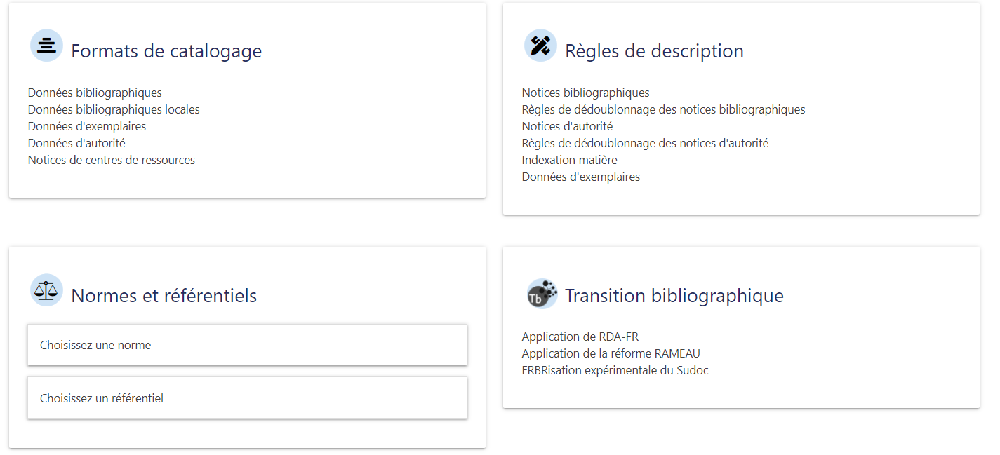 Formats de catalogage
Données bibliographiques
Données bibliographiques locales
Données d'exemplaires
Données d'autorité
Notices de centres de ressources
Règles de description
Notices bibliographiques
Règles de dédoublonnage des notices bibliographiques
Notices d'autorité
Règles de dédoublonnage des notices d'autorité
Indexation matière
Données d'exemplaires
Normes et référentiels
Choisissez une norme
Choisissez un référentiel
Tb
Transition bibliographique
Application de RDA-FR
Application de la réforme RAMEAU
FRBRisation expérimentale du Sudoc